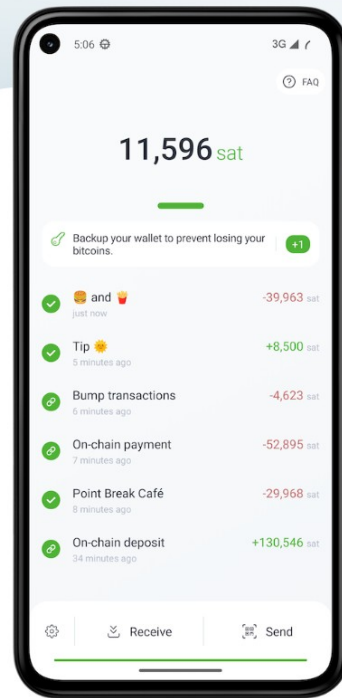 5:06
3G
FAQ
11,596 sat
Backup your wallet to prevent losing your
bitcoins.
+1
🍔 and 🍟
-39,963 sat
just now
Tip 🌞
+8,500 sat
5 minutes ago
Bump transactions
-4,623 sat
6 minutes ago
On-chain payment
-52,895 sat
7 minutes ago
Point Break Café
-29,968 sat
8 minutes ago
On-chain deposit
+130,546 sat
34 minutes ago
Receive
Send